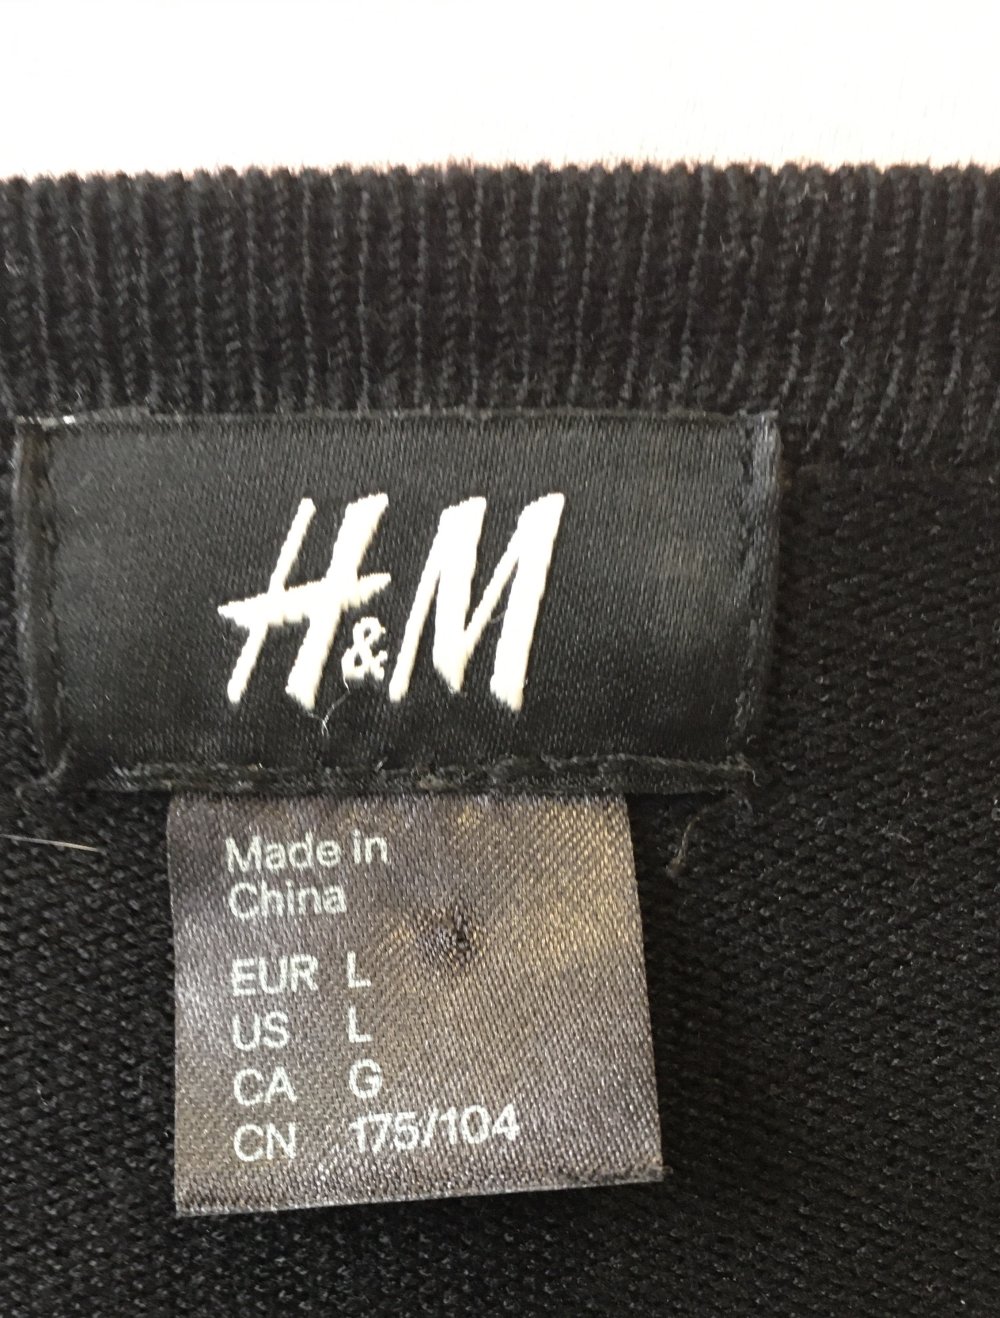 H&M
Made in
China
EUR L
US L
CA G
CN 175/104